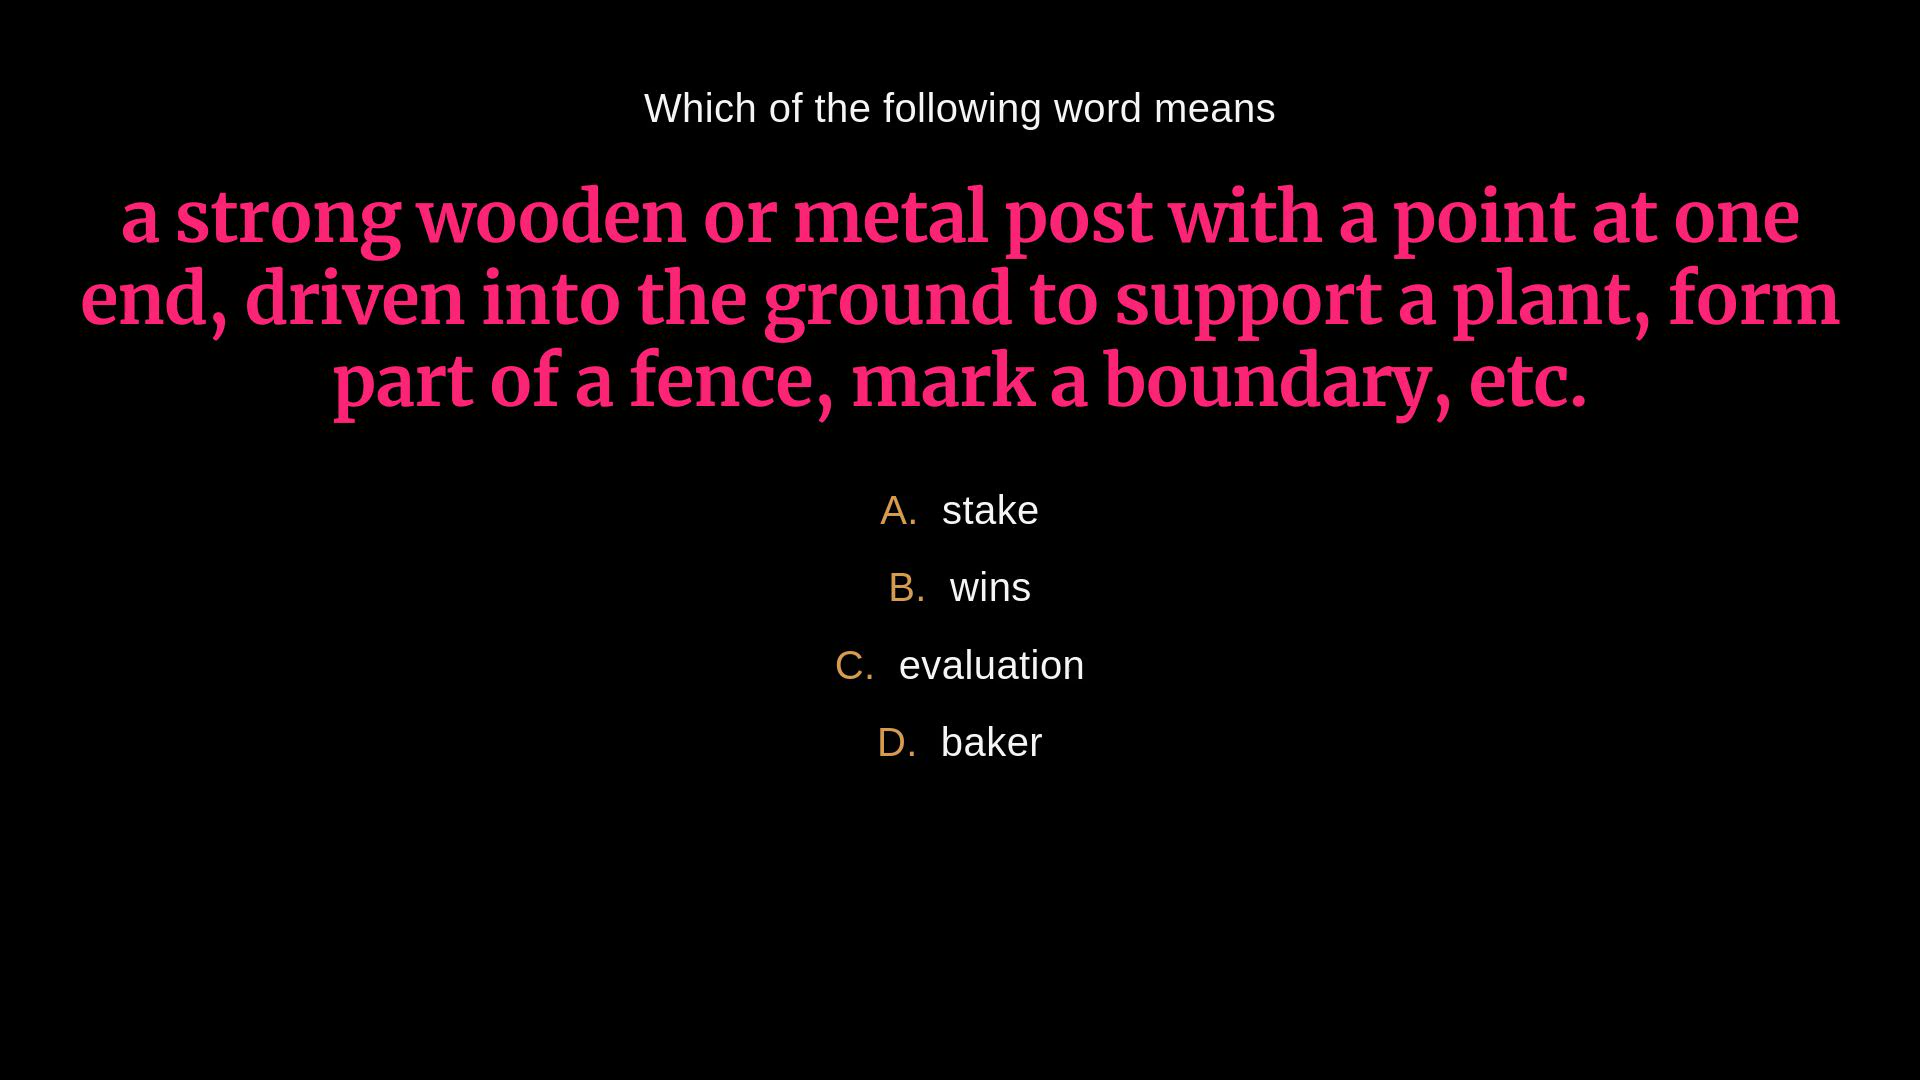 Which of the following word means
a strong wooden or metal post with a point at one
end, driven into the ground to support a plant, form
part of a fence, mark a boundary, etc.
A. stake
B. wins
C. evaluation
D. baker